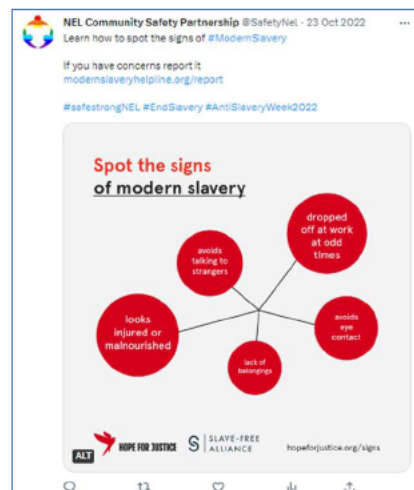 NEL Community Safety Partnership @SafetyNel · 23 Oct 2022 ...
Learn how to spot the signs of #ModernSlavery
If you have concerns report it
modernslaveryhelpline.org/report
#safestrongNEL #EndSlavery #AntiSlaveryWeek2022
Spot the signs
of modern slavery
dropped
off at work
at odd
times
avoids
talking to
strangers
looks
injured or
malnourished
avoids
eye
contact
lack of
belongings
ALT
HOPE FOR JUSTICE
SLAVE-FREE
ALLIANCE
hopeforjustice.org/signs